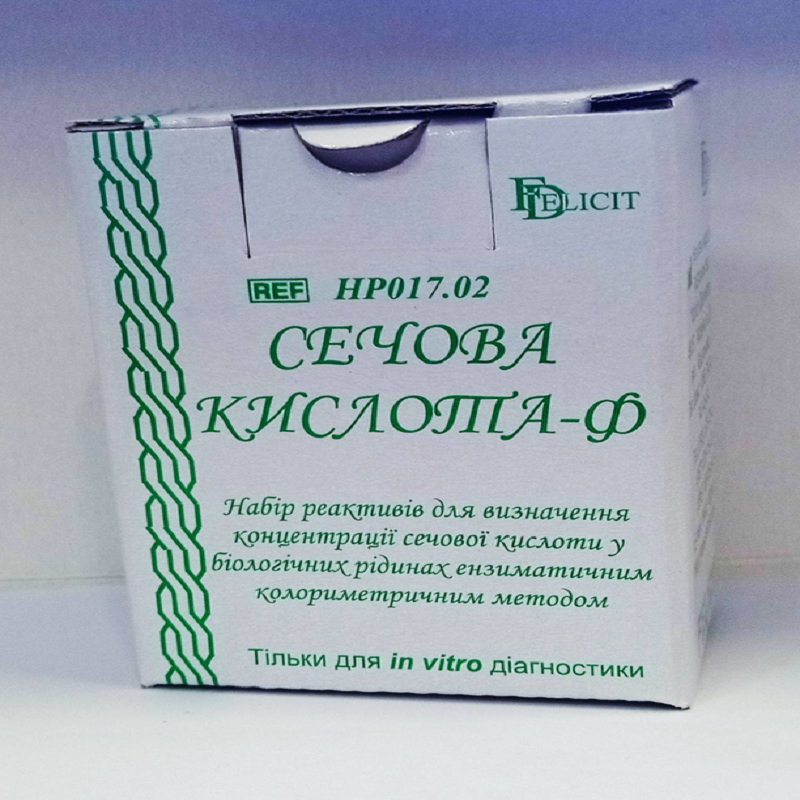 FELICIT
REF HP017.02
СЕЧОВА
КИСЛОТА-Ф
Набір реактивів для визначення
концентрації сечової кислоти у
біологічних рідинах ензиматичним
колориметричним методом
Тільки для in vitro діагностики